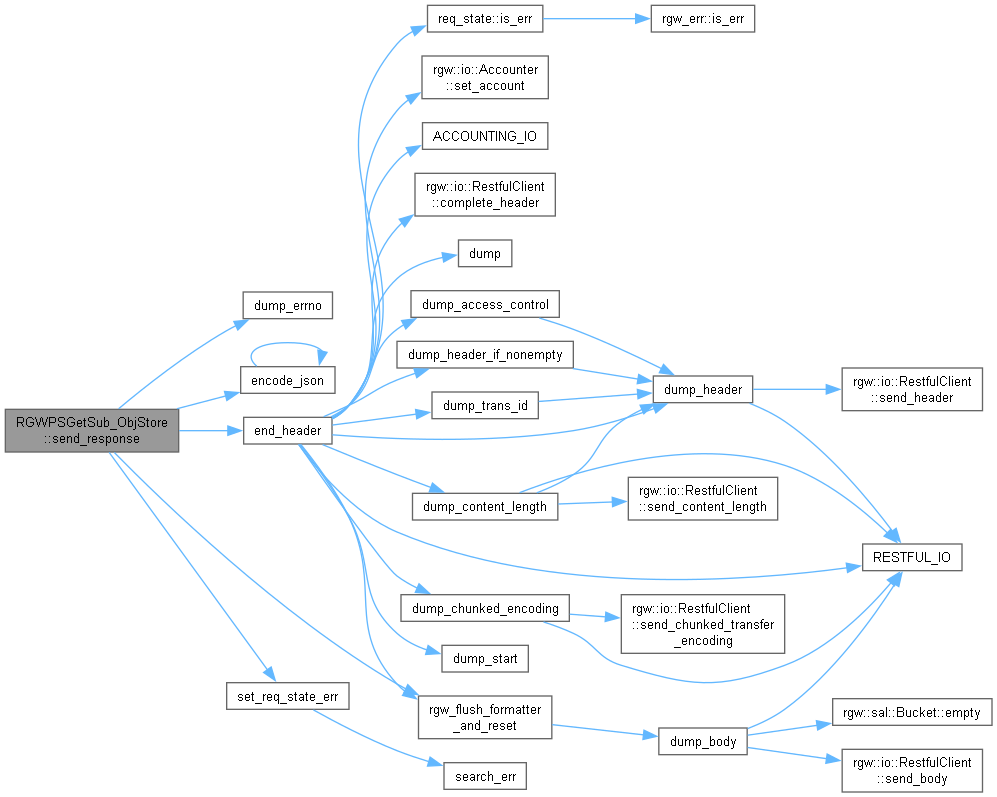 req_state::is_err
rgw_err::is_err
rgw::io::Accounter
::set_account
ACCOUNTING_IO
rgw::io::RestfulClient
::complete_header
dump
dump_errno
dump_access_control
dump_header_if_nonempty
encode_json
dump_header
rgw::io::RestfulClient
::send_header
dump_trans_id
RGWPSGetSub_ObjStore
::send_response
end_header
dump_content_length
rgw::io::RestfulClient
::send_content_length
RESTFUL_IO
dump_chunked_encoding
rgw::io::RestfulClient
::send_chunked_transfer
_encoding
dump_start
set_req_state_err
rgw_flush_formatter
_and_reset
rgw::sal::Bucket::empty
dump_body
rgw::io::RestfulClient
::send_body
search_err